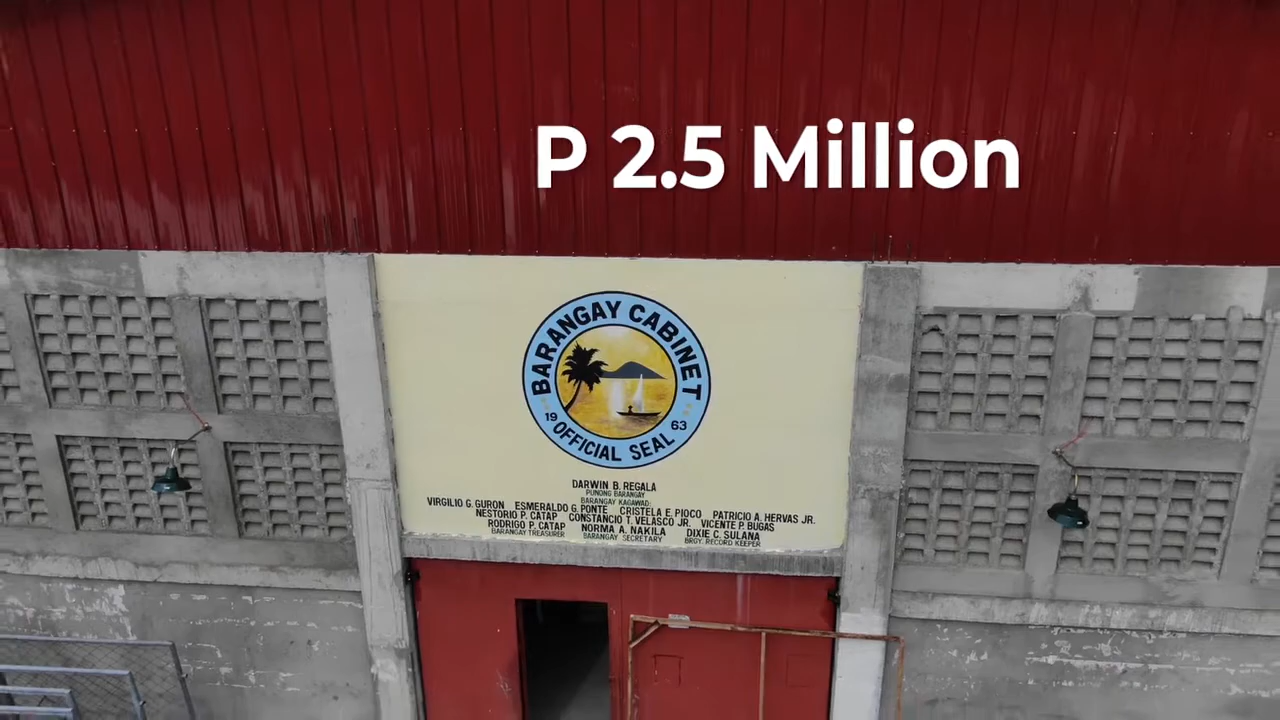 P 2.5 Million
BARANGAY CABINET
19 63
OFFICIAL SEAL
DARWIN B. REGALA
PUNONG BARANGAY
BARANGAY KAGAWAD:
VIRGILIO G. GURON ESMERALDO G. PONTE CRISTELA E. PIOCO PATRICIO A. HERVAS JR.
NESTORIO P. CATAP CONSTANCIO T. VELASCO JR. VICENTE P. BUGAS
RODRIGO P. CATAP NORMA A. NAKILA DIXIE C. SULANA
BARANGAY TREASURER BARANGAY SECRETARY BRGY. RECORD KEEPER